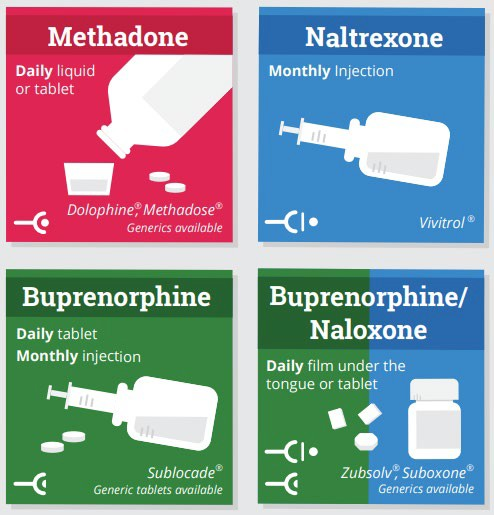 Methadone
Daily liquid
or tablet
Dolophine®, Methadose®
Generics available
Naltrexone
Monthly Injection
Vivitrol ®
Buprenorphine
Daily tablet
Monthly injection
Sublocade®
Generic tablets available
Buprenorphine/
Naloxone
Daily film under the
tongue or tablet
Zubsolv®, Suboxone®
Generics available